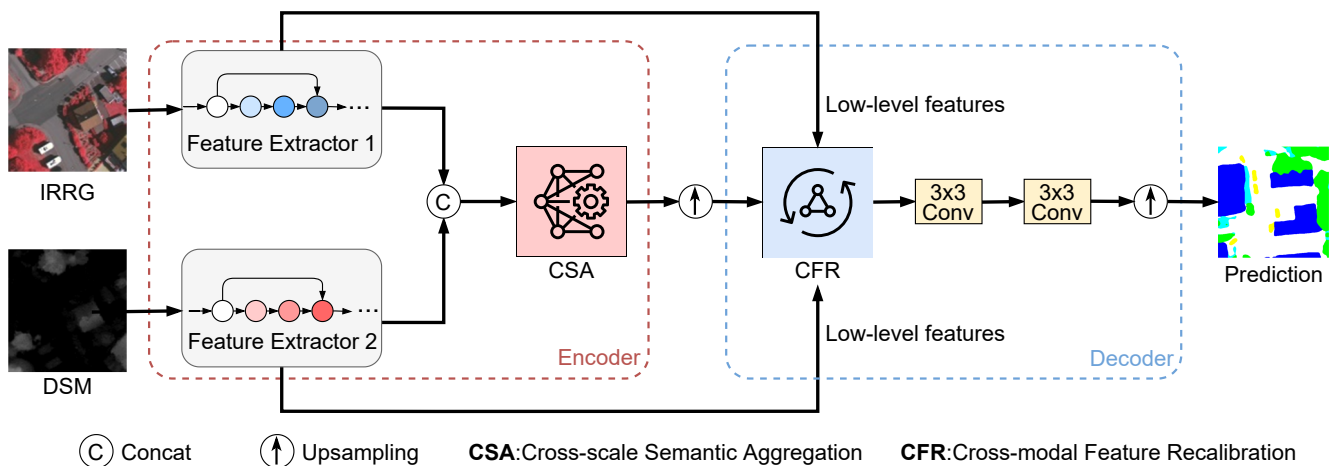 Low-level features
IRRG
Feature Extractor 1
C
CSA
CFR
3x3
Conv
3x3
Conv
Prediction
DSM
Feature Extractor 2
Low-level features
Encoder
Decoder
C Concat
Upsampling
CSA:Cross-scale Semantic Aggregation
CFR:Cross-modal Feature Recalibration